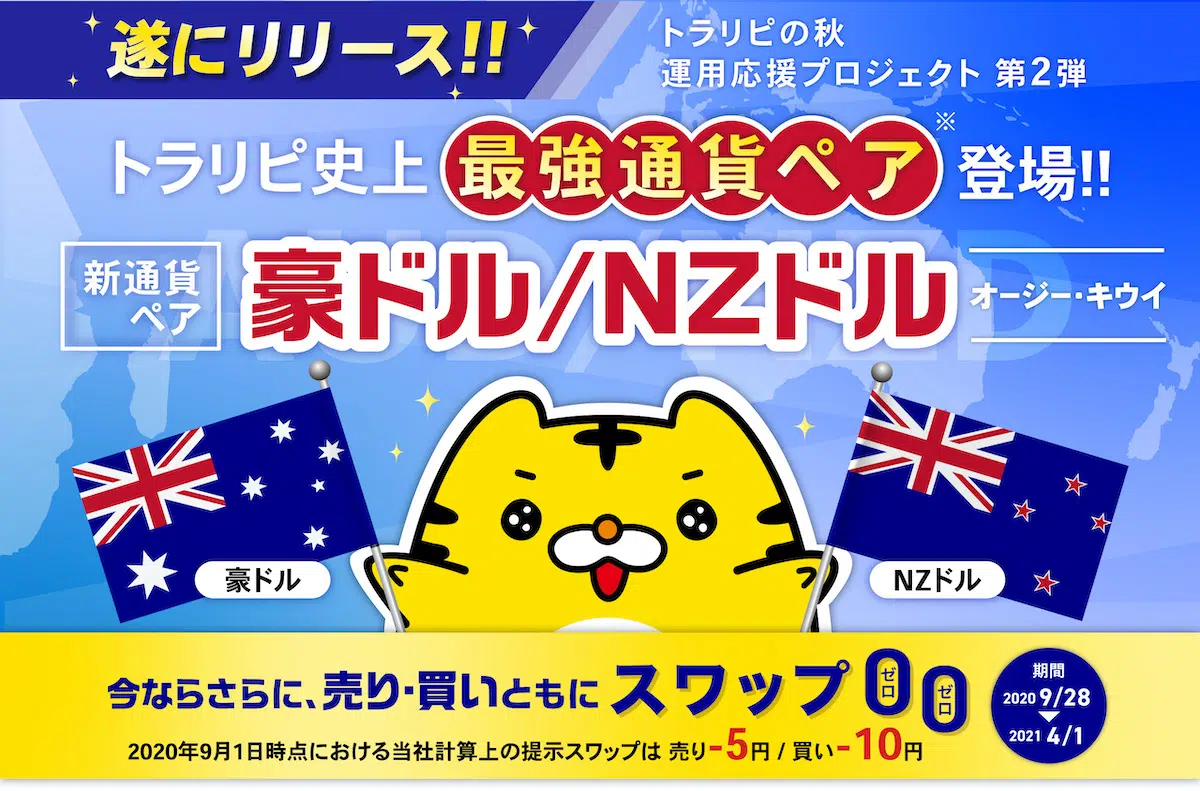 遂にリリース!!
トラリピの秋
運用応援プロジェクト 第2弾
トラリピ史上 最強通貨ペア※ 登場!!
AUD/NZD
新通貨
ペア
豪ドル/NZドル
オージー・キウイ
豪ドル
NZドル
今ならさらに、売り・買いともに スワップ00
ゼロ
ゼロ
期間
2020 9/28
2021 4/1
2020年9月1日時点における当社計算上の提示スワップは 売り-5円 / 買い-10円